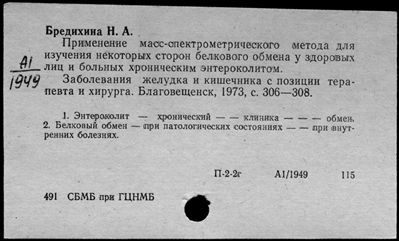 Бредихина Н. А.
Применение масс-спектрометрического метода для
изучения некоторых сторон белкового обмена у здоровых
лиц и больных хроническим энтероколитом.
А1
1949
Заболевания желудка и кишечника с позиции тера-
певта и хирурга. Благовещенск, 1973, с. 306—308.
1. Энтероколит — хронический — — клиника — — — обмен.
2. Белковый обмен — при патологических состояниях — — при внут-
ренних болезнях.
П-2-2г А1/1949 115
491 СБМБ при ГЦНМБ